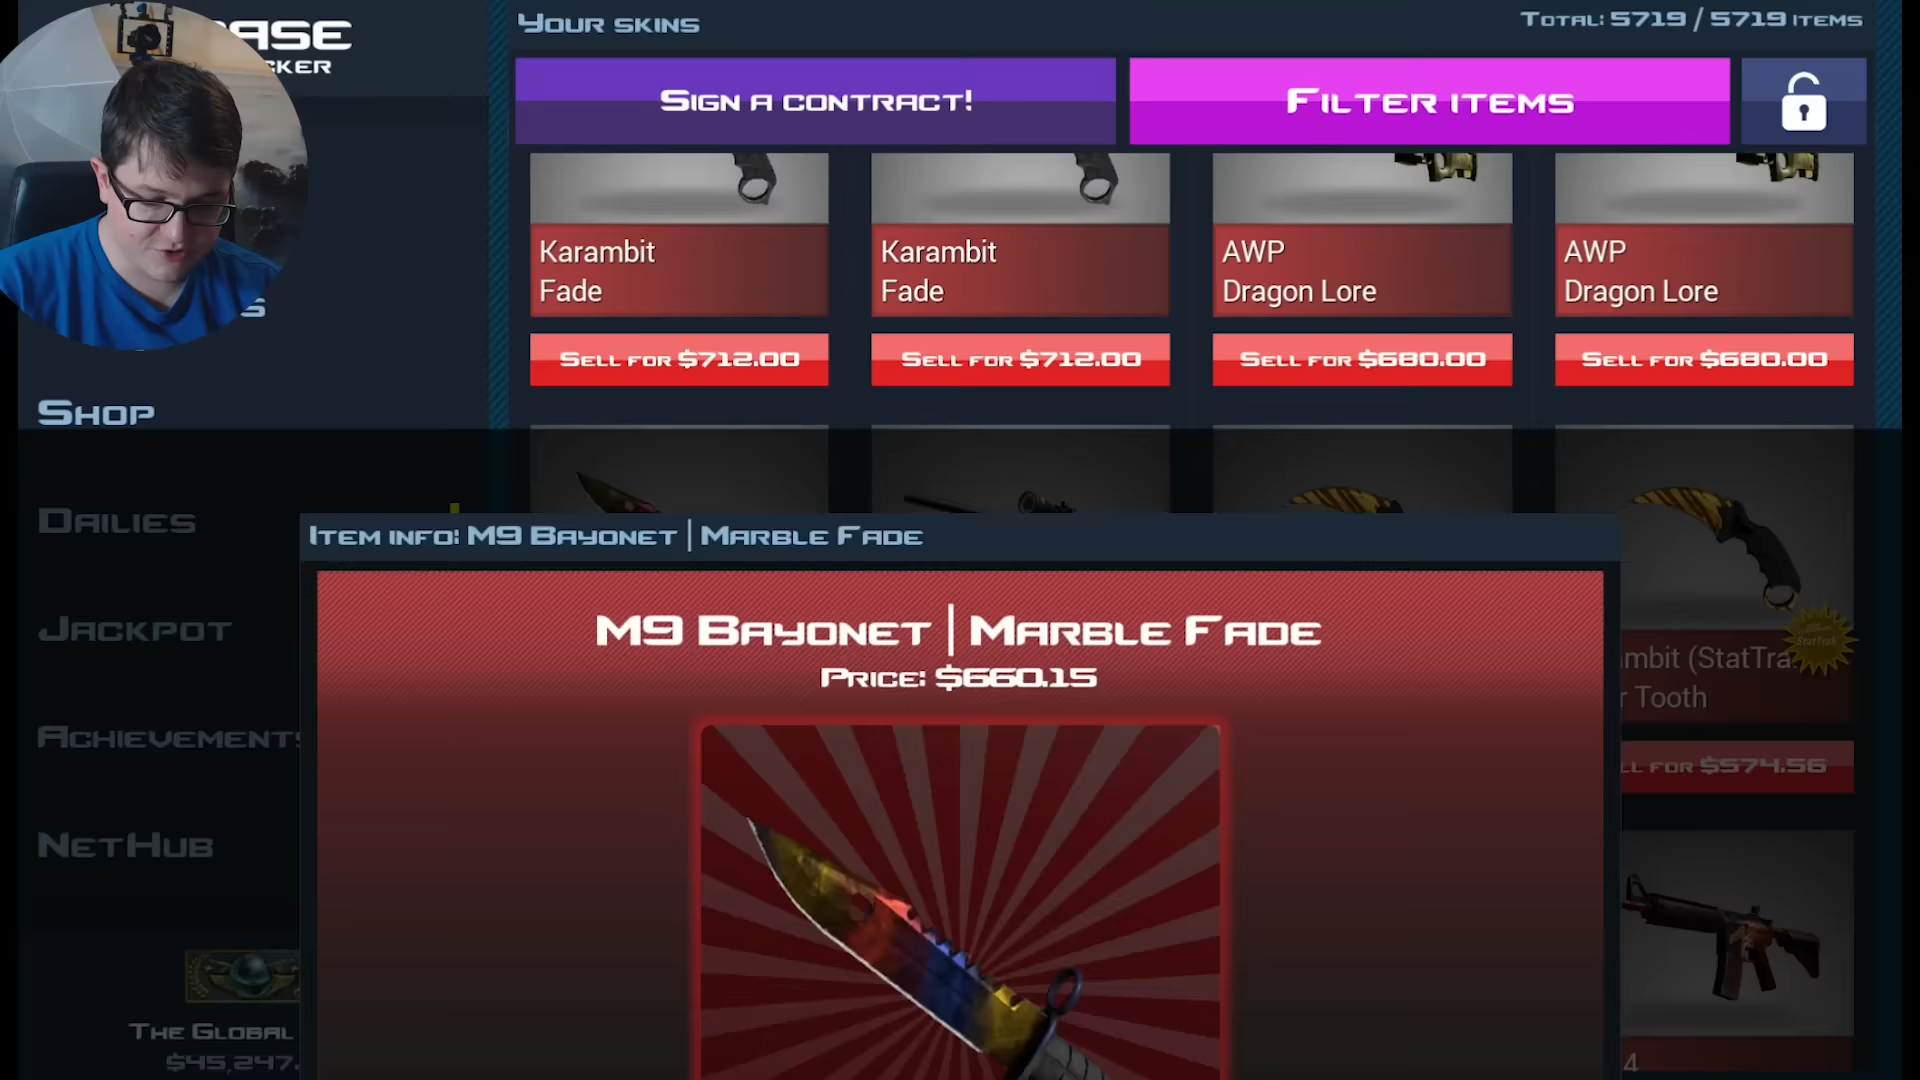 ASE
CKER
Your skins
Total: 5719 / 5719 items
Sign a contract!
Filter items
Karambit
Fade
Karambit
Fade
AWP
Dragon Lore
AWP
Dragon Lore
Sell for $712.00
Sell for $712.00
Sell for $680.00
Sell for $680.00
S
Shop
Dailies
Jackpot
Achievements
NetHub
The Global
$45,247.
Item info: M9 Bayonet | Marble Fade
M9 Bayonet | Marble Fade
Price: $660.15
StatTrak
mbit (StatTra
r Tooth
ll for $574.56
4